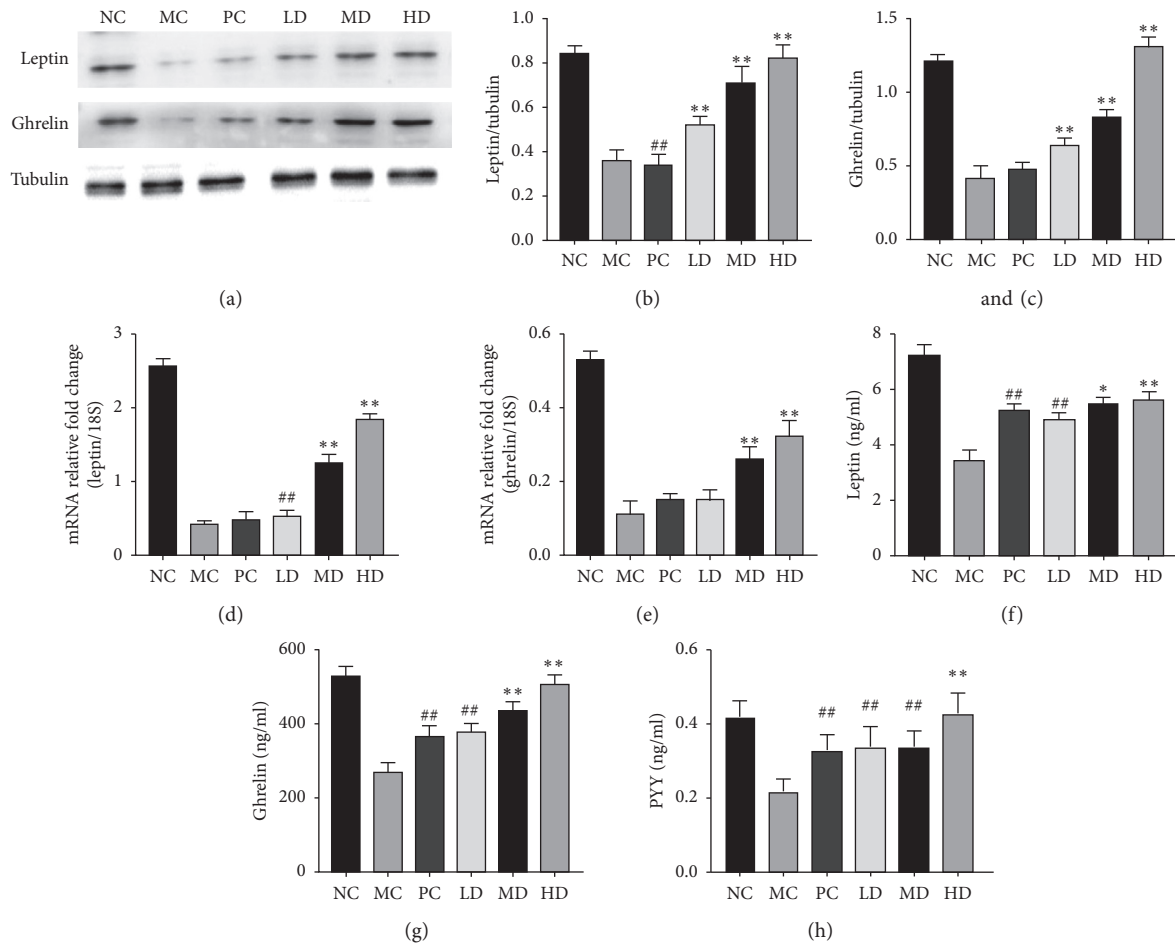 NC MC PC LD MD HD
Leptin
Ghrelin
Tubulin
(a)
Leptin/tubulin
1.0
0.8
0.6
0.4
0.2
0.0
##
**
**
**
NC MC PC LD MD HD
(b)
Ghrelin/tubulin
1.5
1.0
0.5
0.0
**
**
**
NC MC PC LD MD HD
and (c)
mRNA relative fold change
(leptin/18S)
3
2
1
0
##
**
**
NC MC PC LD MD HD
(d)
mRNA relative fold change
(ghrelin/18S)
0.6
0.4
0.2
0.0
**
**
NC MC PC LD MD HD
(e)
Leptin (ng/ml)
8
6
4
2
0
##
##
*
**
NC MC PC LD MD HD
(f)
Ghrelin (ng/ml)
600
400
200
0
##
##
**
**
NC MC PC LD MD HD
(g)
PYY (ng/ml)
0.6
0.4
0.2
0.0
##
##
##
**
NC MC PC LD MD HD
(h)